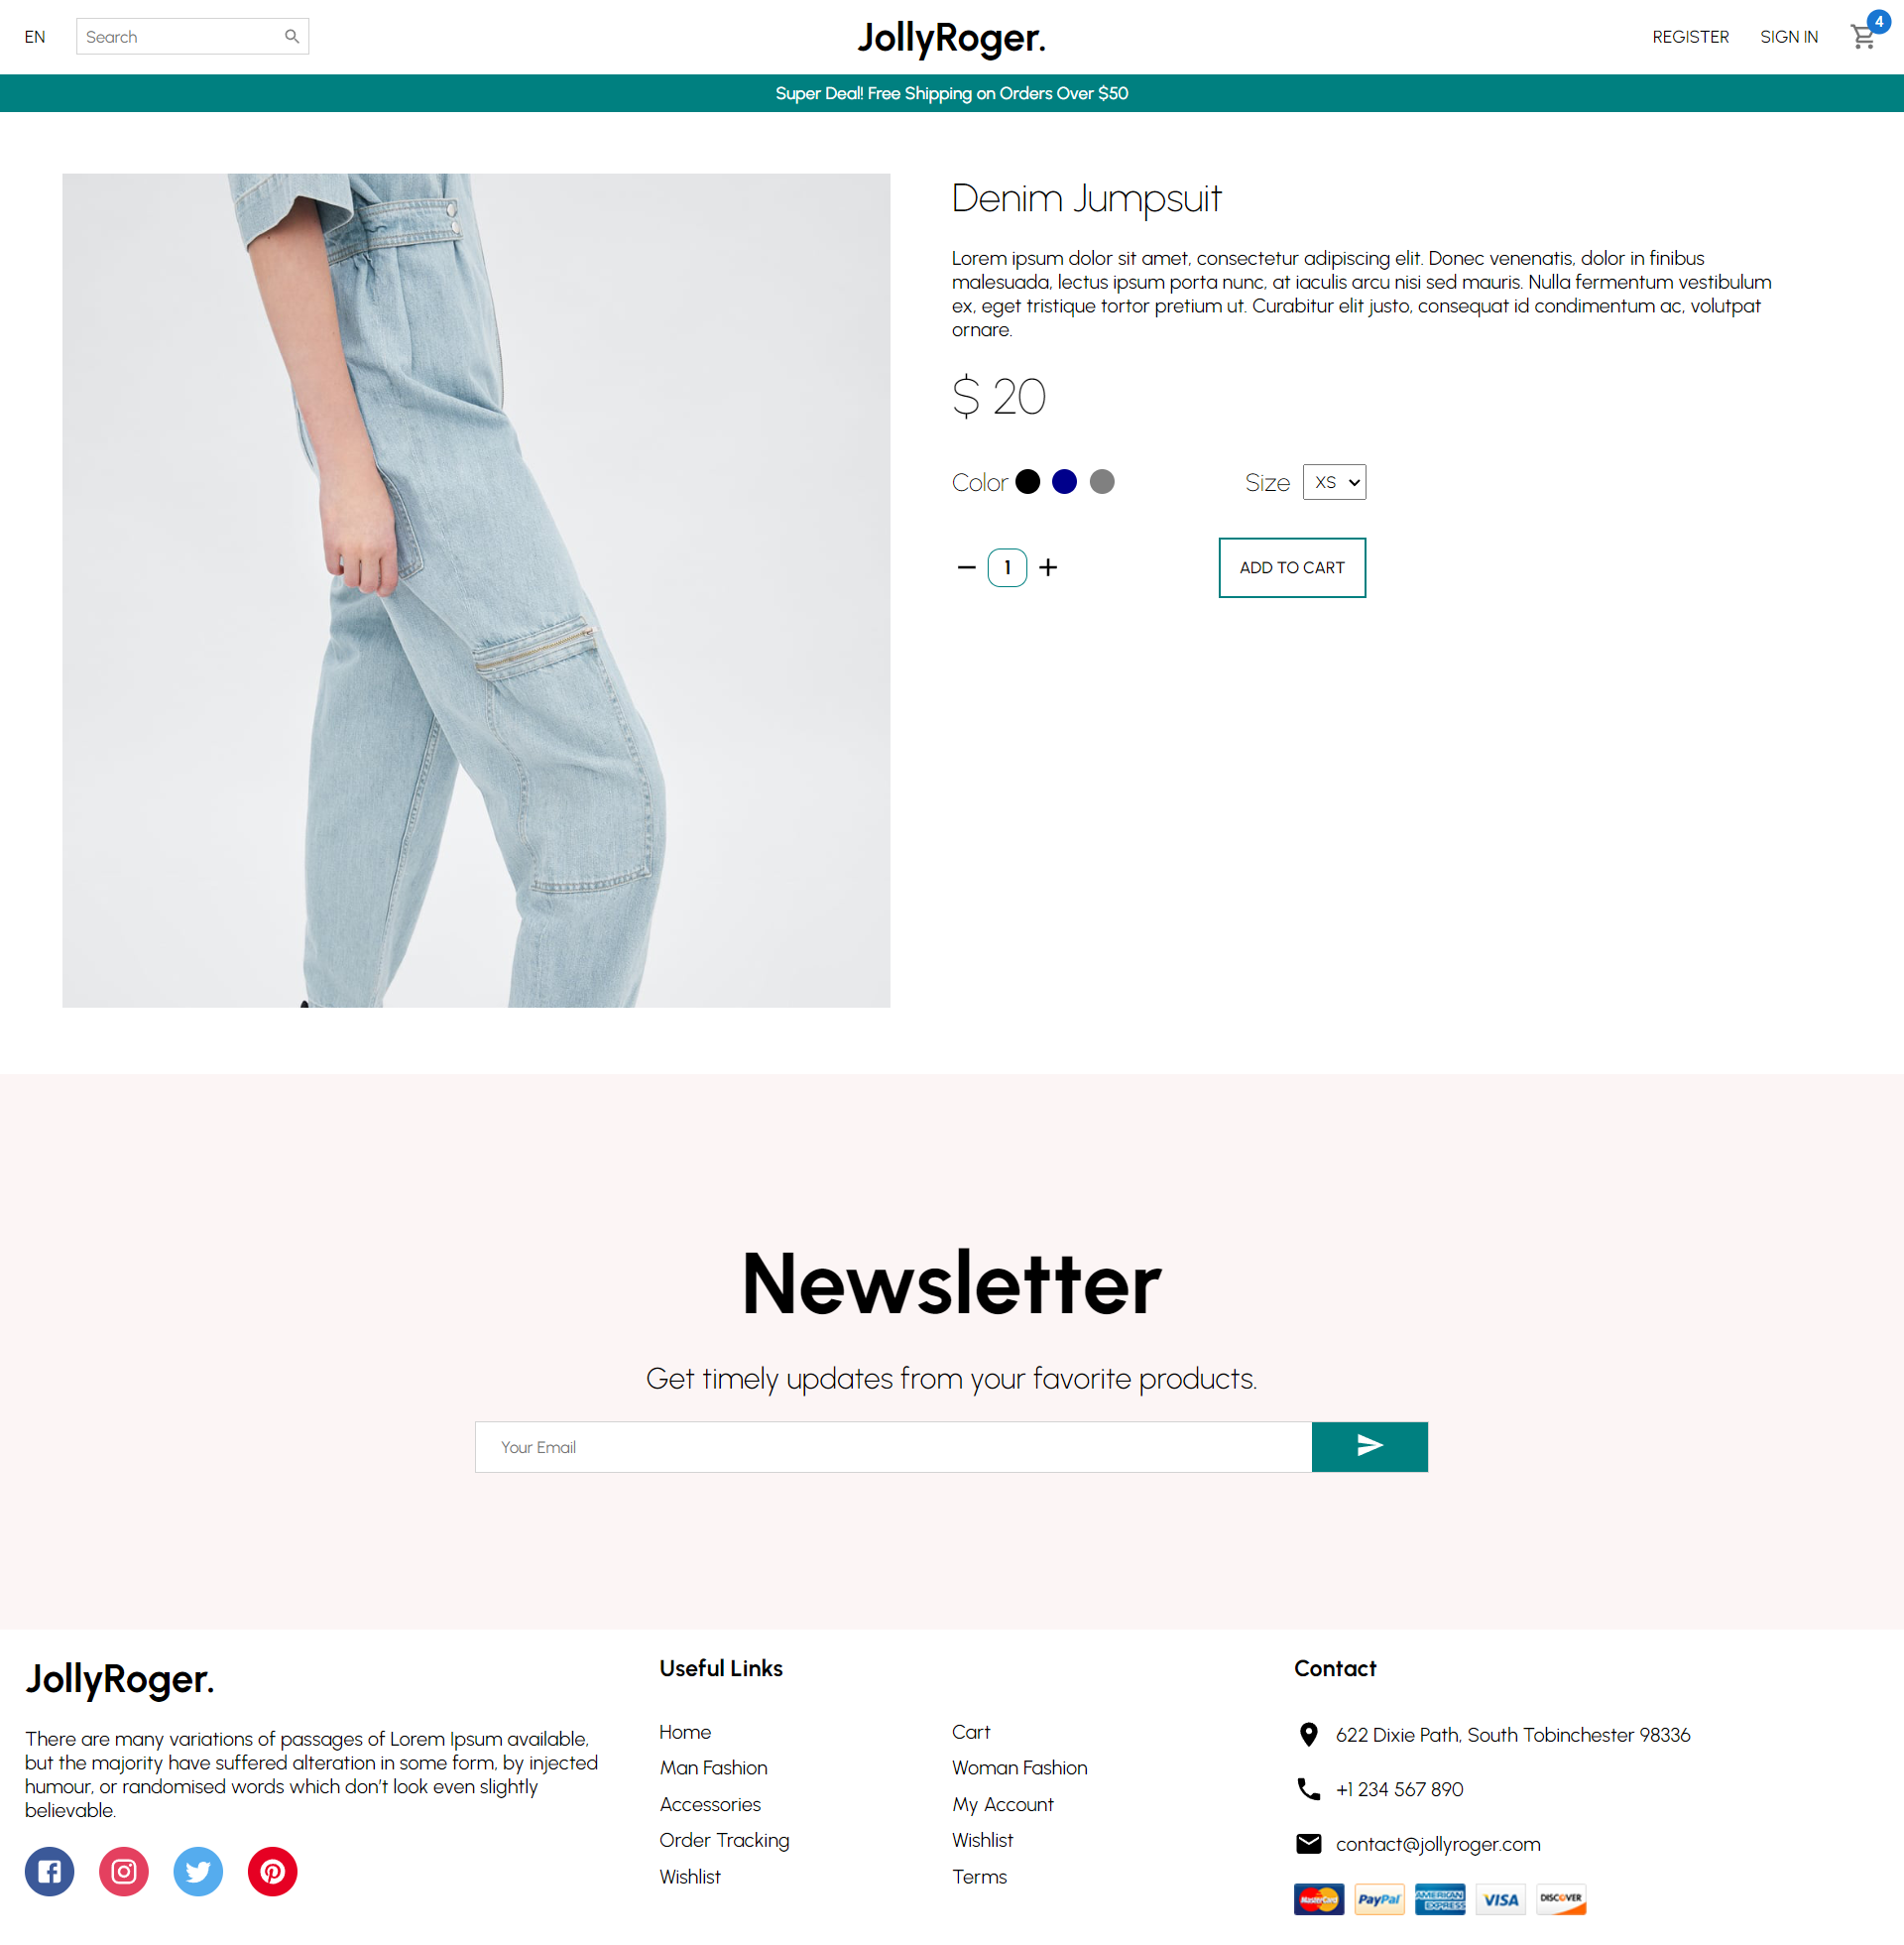 EN
Search
JollyRoger.
REGISTER
SIGN IN
4
Super Deal! Free Shipping on Orders Over $50
Denim Jumpsuit
Lorem ipsum dolor sit amet, consectetur adipiscing elit. Donec venenatis, dolor in finibus
malesuada, lectus ipsum porta nunc, at iaculis arcu nisi sed mauris. Nulla fermentum vestibulum
ex, eget tristique tortor pretium ut. Curabitur elit justo, consequat id condimentum ac, volutpat
ornare.
$ 20
Color
Size
XS
1
ADD TO CART
Newsletter
Get timely updates from your favorite products.
Your Email
JollyRoger.
There are many variations of passages of Lorem Ipsum available,
but the majority have suffered alteration in some form, by injected
humour, or randomised words which don't look even slightly
believable.
Useful Links
Home
Cart
Man Fashion
Woman Fashion
Accessories
My Account
Order Tracking
Wishlist
Wishlist
Terms
Contact
622 Dixie Path, South Tobinchester 98336
+1 234 567 890
contact@jollyroger.com
MasterCard
PayPal
AMERICAN EXPRESS
VISA
DISCOVER